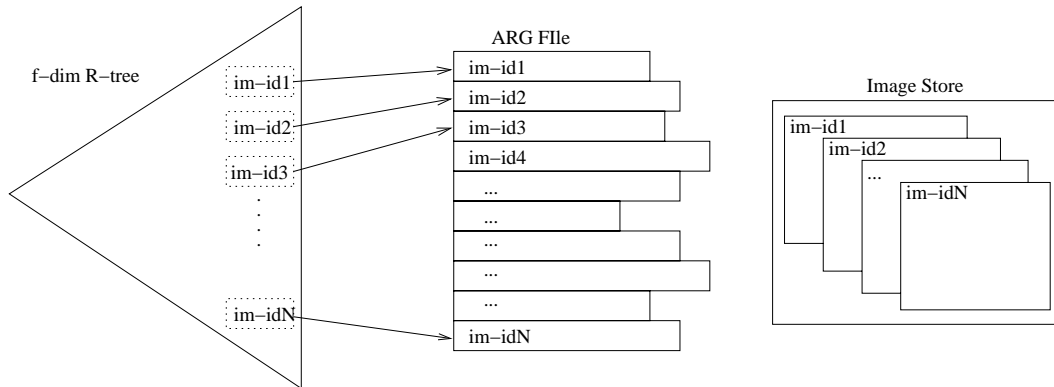 f-dim R-tree
im-id1
im-id2
im-id3
.
.
.
.
im-idN
ARG FIle
im-id1
im-id2
im-id3
im-id4
...
...
...
...
...
im-idN
Image Store
im-id1
im-id2
...
im-idN